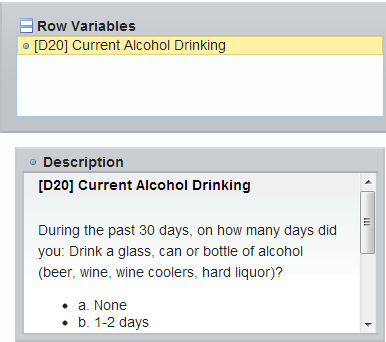 Row Variables
[D20] Current Alcohol Drinking
Description
[D20] Current Alcohol Drinking
During the past 30 days, on how many days did
you: Drink a glass, can or bottle of alcohol
(beer, wine, wine coolers, hard liquor)?
• a. None
• b. 1-2 days